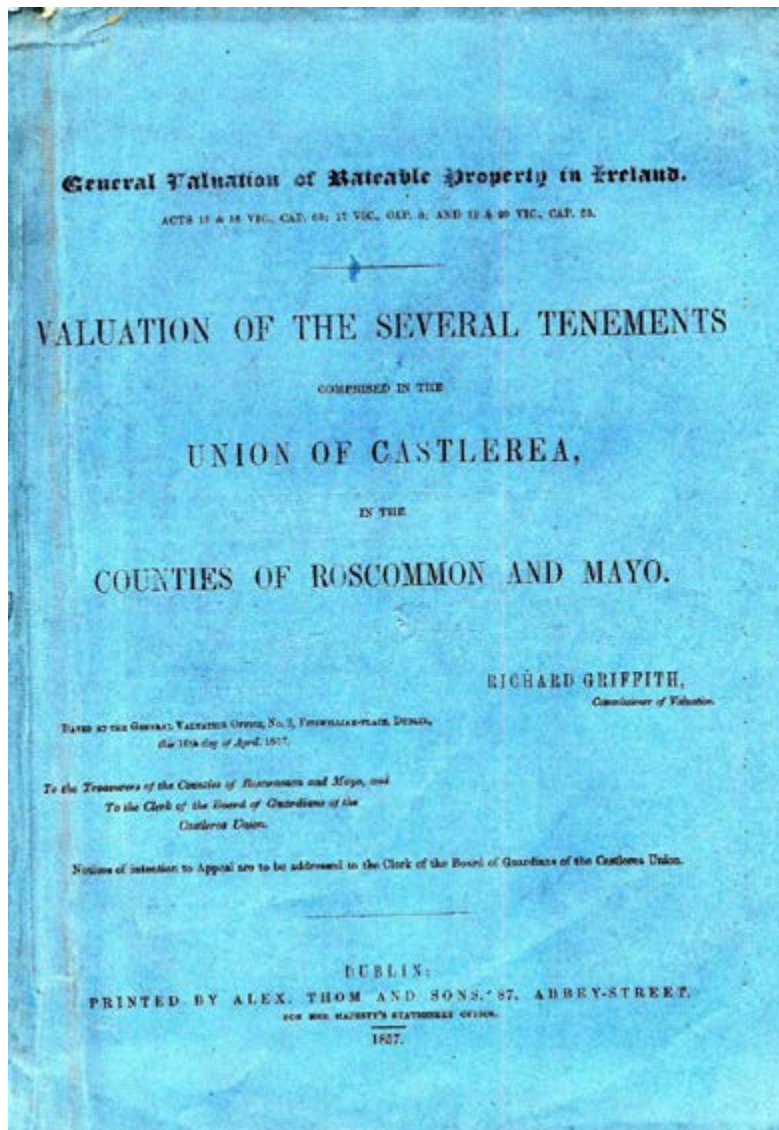 General Valuation of Rateable Property in Ireland.
ACTS 15 & 16 VIC., CAP. 63; 17 VIC., CAP. 8; AND 19 & 20 VIC., CAP. 63.
VALUATION OF THE SEVERAL TENEMENTS
COMPRISED IN THE
UNION OF CASTLEREA,
IN THE
COUNTIES OF ROSCOMMON AND MAYO.
RICHARD GRIFFITH,
Commissioner of Valuation.
DATED AT THE GENERAL VALUATION OFFICE, No. 2, FITZWILLIAM-PLACE, DUBLIN,
this 16th day of April, 1857.
To the Treasurers of the Counties of Roscommon and Mayo, and
To the Clerk of the Board of Guardians of the
Castlerea Union.
Notices of intention to Appeal are to be addressed to the Clerk of the Board of Guardians of the Castlerea Union.
DUBLIN:
PRINTED BY ALEX. THOM AND SONS, 87, ABBEY-STREET,
FOR HER MAJESTY'S STATIONERY OFFICE.
1857.